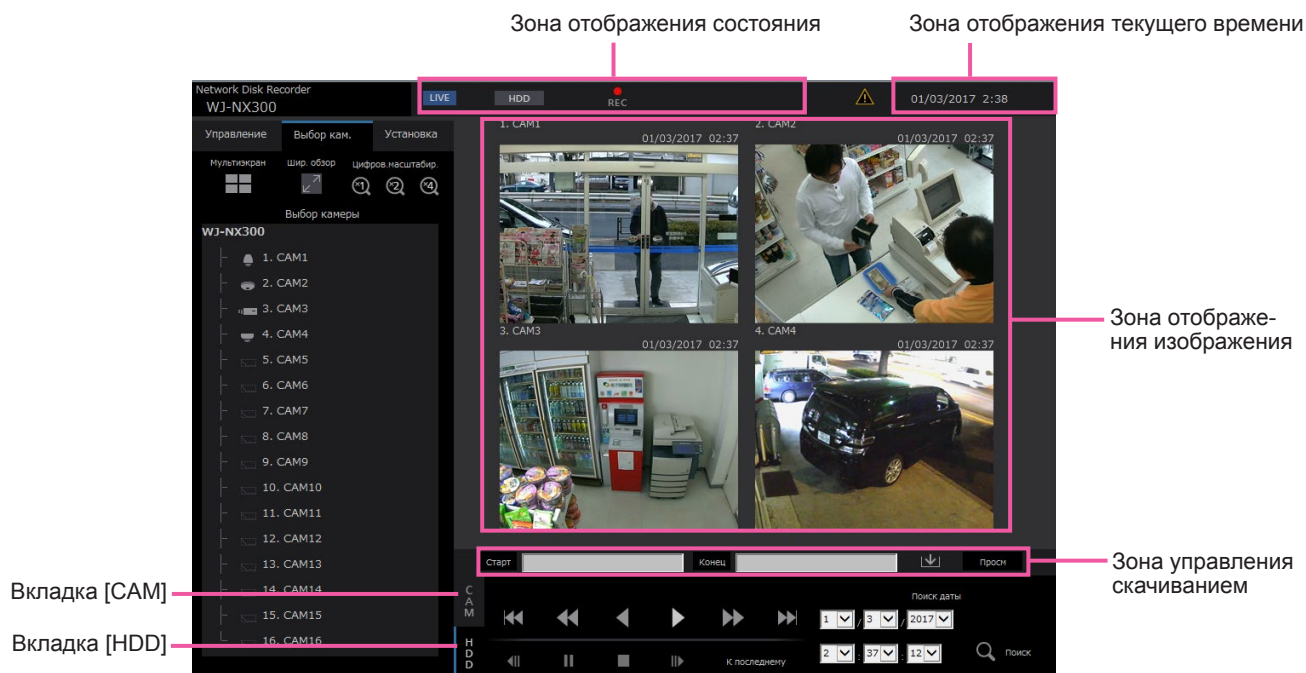 Зона отображения состояния
Зона отображения текущего времени
Network Disk Recorder
WJ-NX300
LIVE
HDD
REC
01/03/2017 2:38
Управление
Выбор кам.
Установка
Мультиэкран
Шир. обзор
Цифров.масштабир.
×1
×2
×4
Выбор камеры
WJ-NX300
1. CAM1
2. CAM2
3. CAM3
4. CAM4
5. CAM5
6. CAM6
7. CAM7
8. CAM8
9. CAM9
10. CAM10
11. CAM11
12. CAM12
13. CAM13
14. CAM14
15. CAM15
16. CAM16
1. CAM1
01/03/2017 02:37
2. CAM2
01/03/2017 02:37
3. CAM3
01/03/2017 02:37
4. CAM4
01/03/2017 02:37
Зона отображе-
ния изображения
Старт
Конец
Просм
Зона управления
скачиванием
Вкладка [CAM]
Вкладка [HDD]
CAM
HDD
К последнему
Поиск даты
1 / 3 / 2017
2 : 37 : 12
Поиск